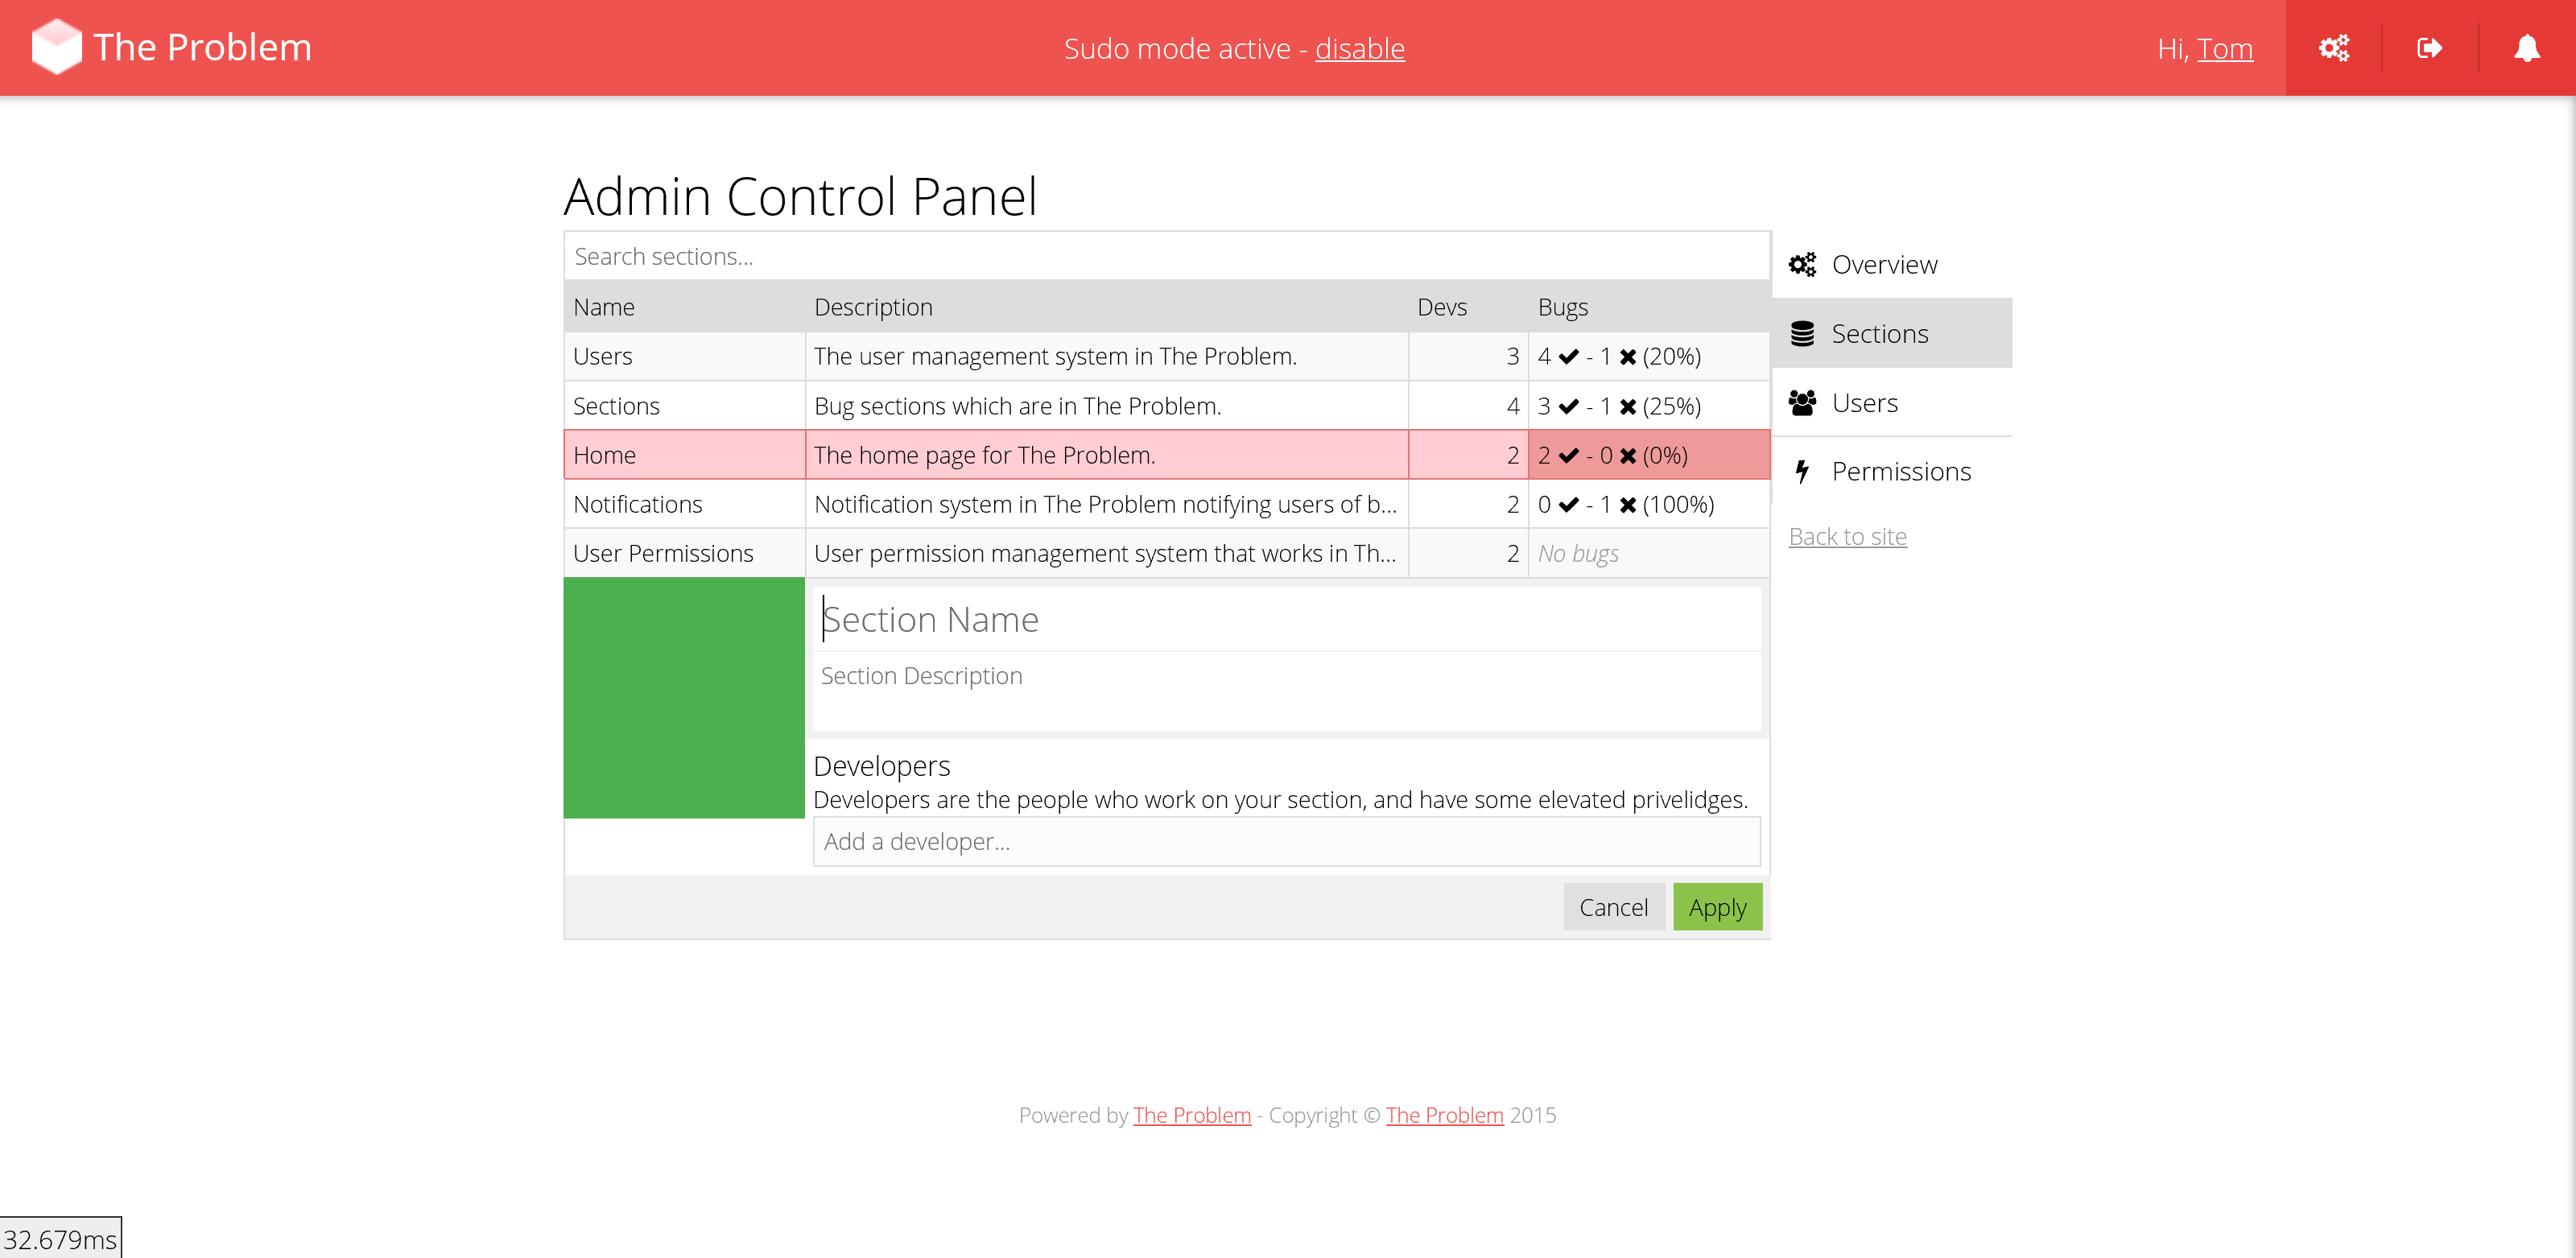 The Problem
Sudo mode active - disable
Hi, Tom
Admin Control Panel
Search sections...
Name Description Devs Bugs
Users The user management system in The Problem. 3 4 ✔ - 1 ✖ (20%)
Sections Bug sections which are in The Problem. 4 3 ✔ - 1 ✖ (25%)
Home The home page for The Problem. 2 2 ✔ - 0 ✖ (0%)
Notifications Notification system in The Problem notifying users of b... 2 0 ✔ - 1 ✖ (100%)
User Permissions User permission management system that works in Th... 2 No bugs
Section Name
Section Description
Developers
Developers are the people who work on your section, and have some elevated privelidges.
Add a developer...
Cancel Apply
Overview
Sections
Users
Permissions
Back to site
Powered by The Problem - Copyright © The Problem 2015
32.679ms